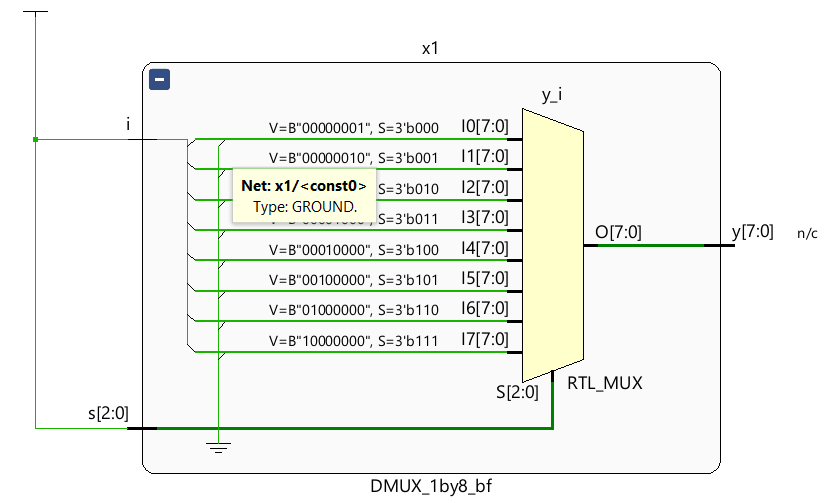 x1
y_i
i
V=B"00000001", S=3'b000 I0[7:0]
V=B"00000010", S=3'b001 I1[7:0]
Net: x1/<const0>
Type: GROUND.
S=3'b010 I2[7:0]
S=3'b011 I3[7:0]
V=B"00010000", S=3'b100 I4[7:0]
V=B"00100000", S=3'b101 I5[7:0]
V=B"01000000", S=3'b110 I6[7:0]
V=B"10000000", S=3'b111 I7[7:0]
O[7:0]
y[7:0] n/c
S[2:0] RTL_MUX
s[2:0]
DMUX_1by8_bf